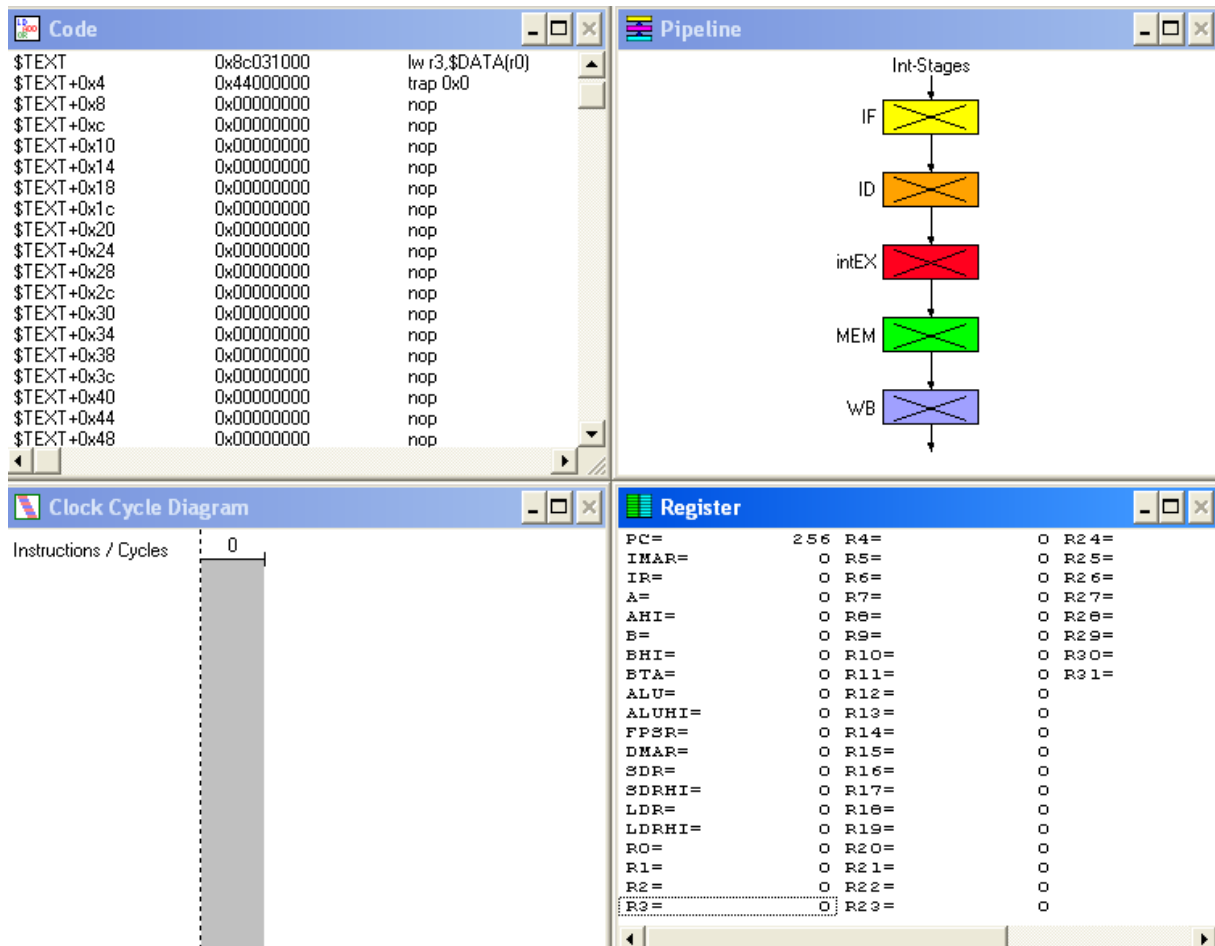 Code
$TEXT 0x8c031000 lw r3,$DATA(r0)
$TEXT+0x4 0x44000000 trap 0x0
$TEXT+0x8 0x00000000 nop
$TEXT+0xc 0x00000000 nop
$TEXT+0x10 0x00000000 nop
$TEXT+0x14 0x00000000 nop
$TEXT+0x18 0x00000000 nop
$TEXT+0x1c 0x00000000 nop
$TEXT+0x20 0x00000000 nop
$TEXT+0x24 0x00000000 nop
$TEXT+0x28 0x00000000 nop
$TEXT+0x2c 0x00000000 nop
$TEXT+0x30 0x00000000 nop
$TEXT+0x34 0x00000000 nop
$TEXT+0x38 0x00000000 nop
$TEXT+0x3c 0x00000000 nop
$TEXT+0x40 0x00000000 nop
$TEXT+0x44 0x00000000 nop
$TEXT+0x48 0x00000000 nop
Pipeline
Int-Stages
IF
ID
intEX
MEM
WB
Clock Cycle Diagram
Instructions / Cycles 0
Register
PC= 256 R4= 0 R24=
IMAR= 0 R5= 0 R25=
IR= 0 R6= 0 R26=
A= 0 R7= 0 R27=
AHI= 0 R8= 0 R28=
B= 0 R9= 0 R29=
BHI= 0 R10= 0 R30=
BTA= 0 R11= 0 R31=
ALU= 0 R12= 0
ALUHI= 0 R13= 0
FPSR= 0 R14= 0
DMAR= 0 R15= 0
SDR= 0 R16= 0
SDRHI= 0 R17= 0
LDR= 0 R18= 0
LDRHI= 0 R19= 0
R0= 0 R20= 0
R1= 0 R21= 0
R2= 0 R22= 0
R3= 0 R23= 0